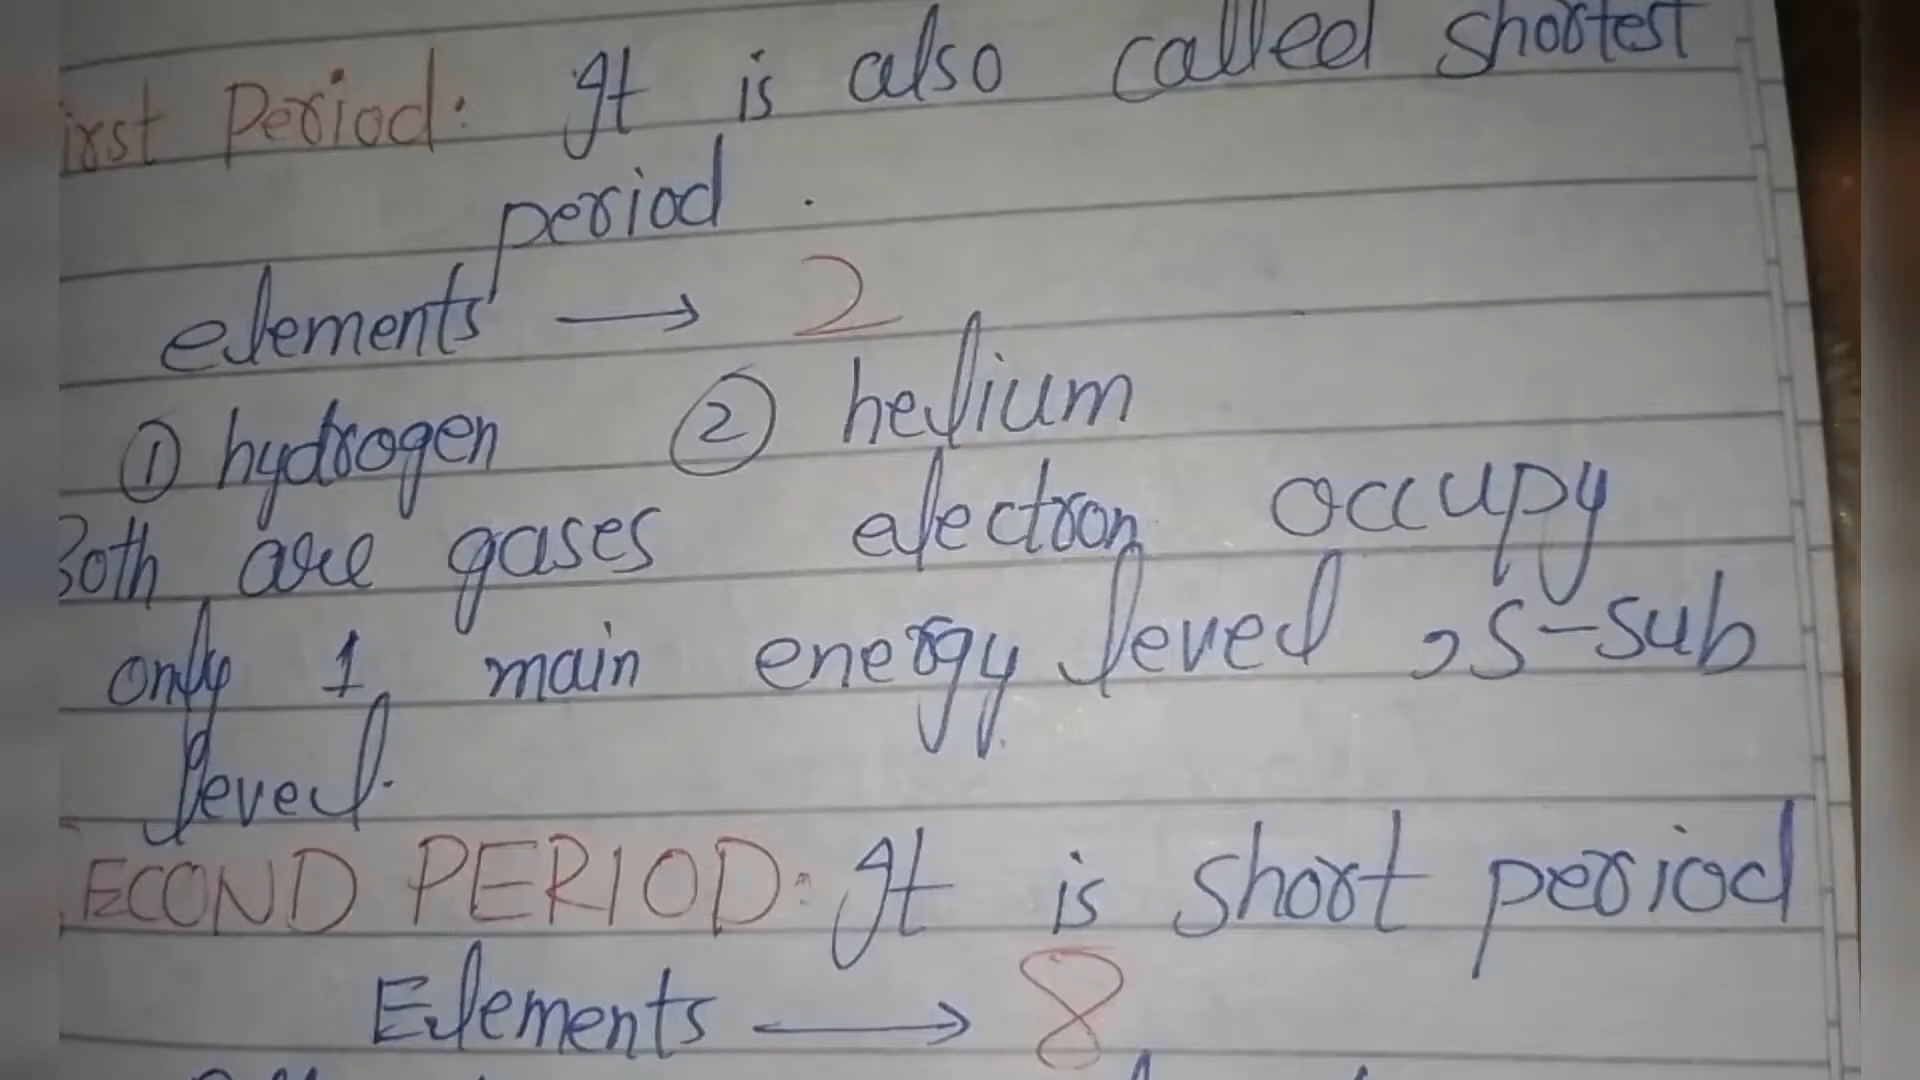 irst Period: It is also called shortest
period.
elements → 2
① hydrogen ② helium
Both are gases electron occupy
only 1 main energy level, s-sub
level.
ECOND PERIOD: It is short period
Elements → 8